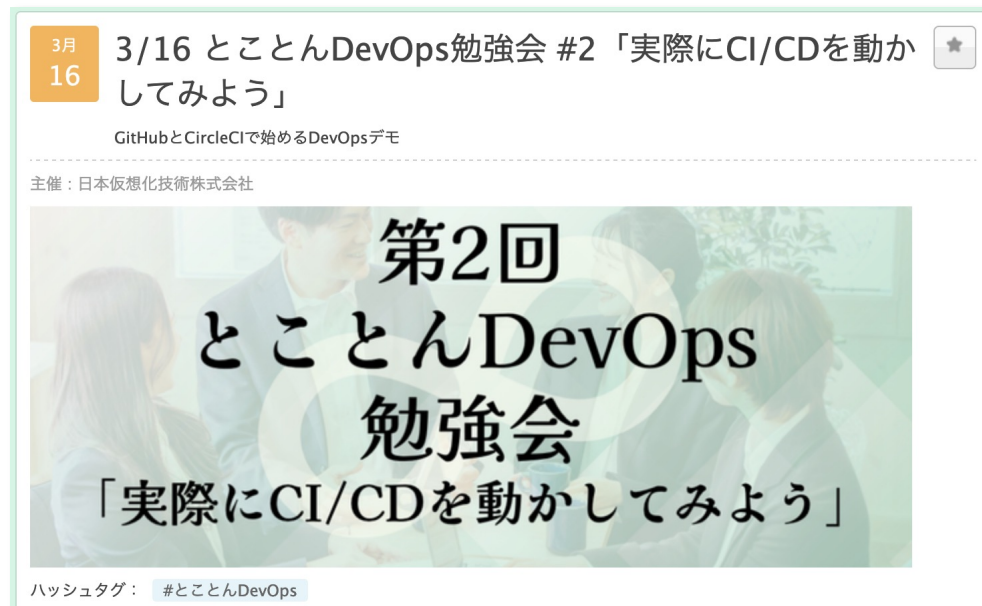 3月
16
3/16 とことんDevOps勉強会 #2「実際にCI/CDを動か
してみよう」
GitHubとCircleCIで始めるDevOpsデモ
主催：日本仮想化技術株式会社
第2回
とことんDevOps
勉強会
「実際にCI/CDを動かしてみよう」
ハッシュタグ： #とことんDevOps